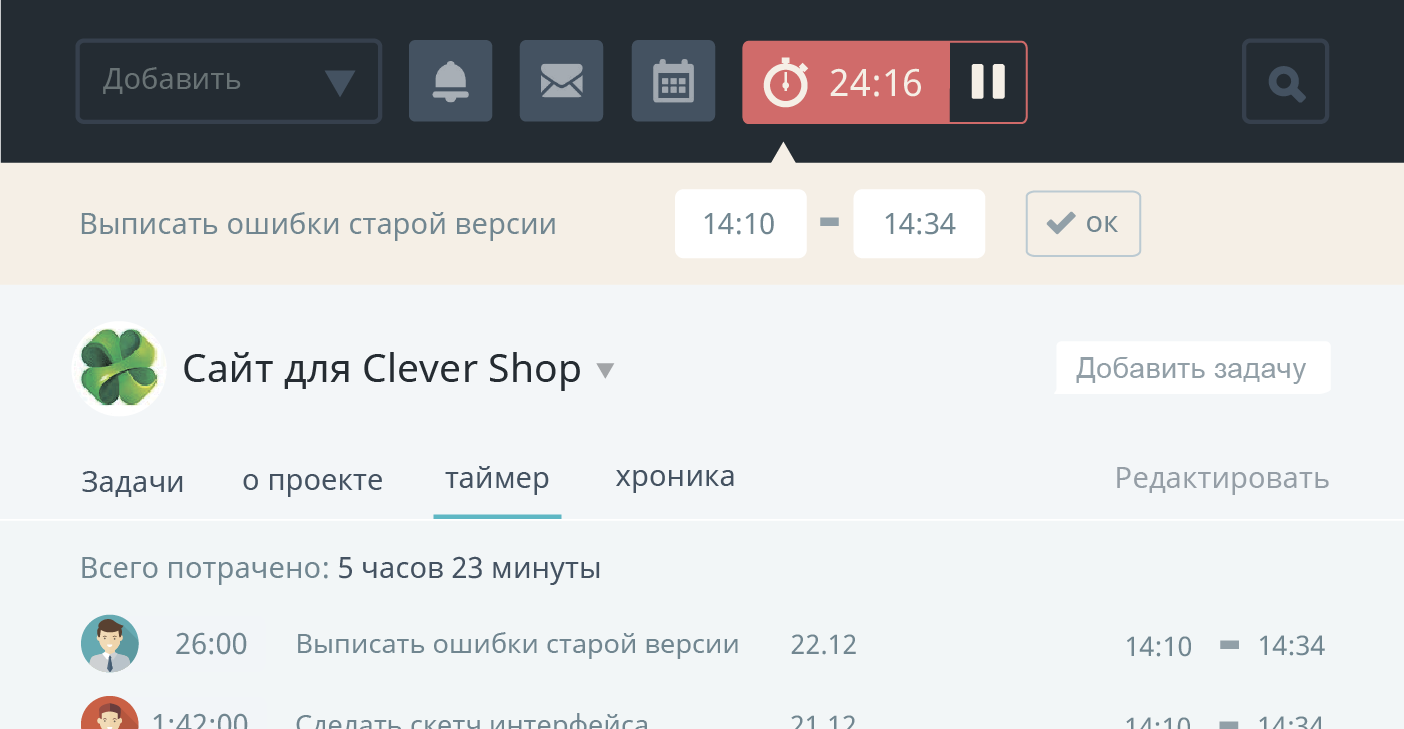 Добавить 24:16
Выписать ошибки старой версии 14:10 - 14:34 ок
Сайт для Clever Shop Добавить задачу
Задачи о проекте таймер хроника Редактировать
Всего потрачено: 5 часов 23 минуты
26:00 Выписать ошибки старой версии 22.12 14:10 - 14:34
1:42:00 Сделать скетч интерфейса 21.12 14:10 - 14:34